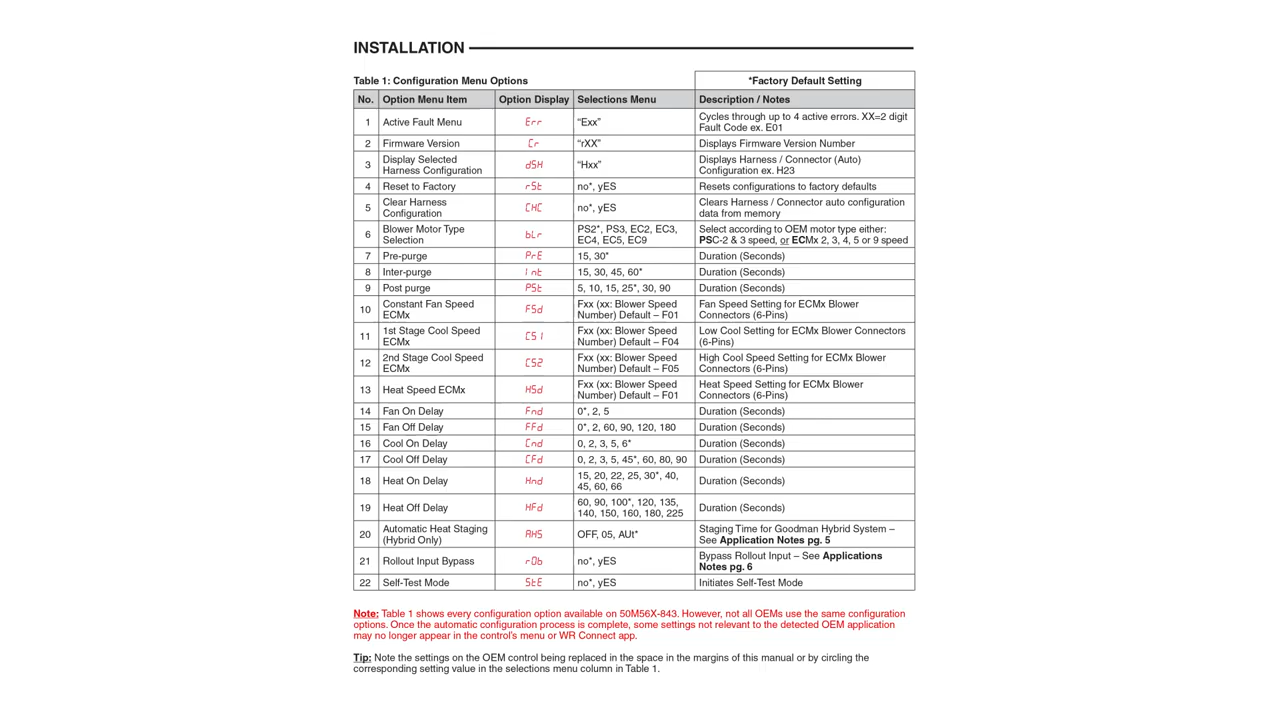 INSTALLATION
Table 1: Configuration Menu Options
*Factory Default Setting
No. Option Menu Item Option Display Selections Menu Description / Notes
1 Active Fault Menu Err “Exx” Cycles through up to 4 active errors. XX=2 digit
Fault Code ex. E01
2 Firmware Version Cr “rXX” Displays Firmware Version Number
3 Display Selected dSH “Hxx” Displays Harness / Connector (Auto)
Harness Configuration Configuration ex. H23
4 Reset to Factory rSt no*, yES Resets configurations to factory defaults
5 Clear Harness CHC no*, yES Clears Harness / Connector auto configuration
Configuration data from memory
6 Blower Motor Type bLr PS2*, PS3, EC2, EC3, Select according to OEM motor type either:
Selection EC4, EC5, EC9 PSC-2 & 3 speed, or ECMx 2, 3, 4, 5 or 9 speed
7 Pre-purge PrE 15, 30* Duration (Seconds)
8 Inter-purge Int 15, 30, 45, 60* Duration (Seconds)
9 Post purge PSt 5, 10, 15, 25*, 30, 90 Duration (Seconds)
10 Constant Fan Speed FSd Fxx (xx: Blower Speed Fan Speed Setting for ECMx Blower
ECMx Number) Default – F01 Connectors (6-Pins)
11 1st Stage Cool Speed CS1 Fxx (xx: Blower Speed Low Cool Setting for ECMx Blower Connectors
ECMx Number) Default – F04 (6-Pins)
12 2nd Stage Cool Speed CS2 Fxx (xx: Blower Speed High Cool Speed Setting for ECMx Blower
ECMx Number) Default – F05 Connectors (6-Pins)
13 Heat Speed ECMx HSd Fxx (xx: Blower Speed Heat Speed Setting for ECMx Blower
Number) Default – F01 Connectors (6-Pins)
14 Fan On Delay Fnd 0*, 2, 5 Duration (Seconds)
15 Fan Off Delay FFd 0*, 2, 60, 90, 120, 180 Duration (Seconds)
16 Cool On Delay Cnd 0, 2, 3, 5, 6* Duration (Seconds)
17 Cool Off Delay CFd 0, 2, 3, 5, 45*, 60, 80, 90 Duration (Seconds)
18 Heat On Delay Hnd 15, 20, 22, 25, 30*, 40, Duration (Seconds)
45, 60, 66
19 Heat Off Delay HFd 60, 90, 100*, 120, 135, Duration (Seconds)
140, 150, 160, 180, 225
20 Automatic Heat Staging AHS OFF, 05, AUt* Staging Time for Goodman Hybrid System –
(Hybrid Only) See Application Notes pg. 5
21 Rollout Input Bypass rOb no*, yES Bypass Rollout Input – See Applications
Notes pg. 6
22 Self-Test Mode StE no*, yES Initiates Self-Test Mode
Note: Table 1 shows every configuration option available on 50M56X-843. However, not all OEMs use the same configuration
options. Once the automatic configuration process is complete, some settings not relevant to the detected OEM application
may no longer appear in the control’s menu or WR Connect app.
Tip: Note the settings on the OEM control being replaced in the space in the margins of this manual or by circling the
corresponding setting value in the selections menu column in Table 1.